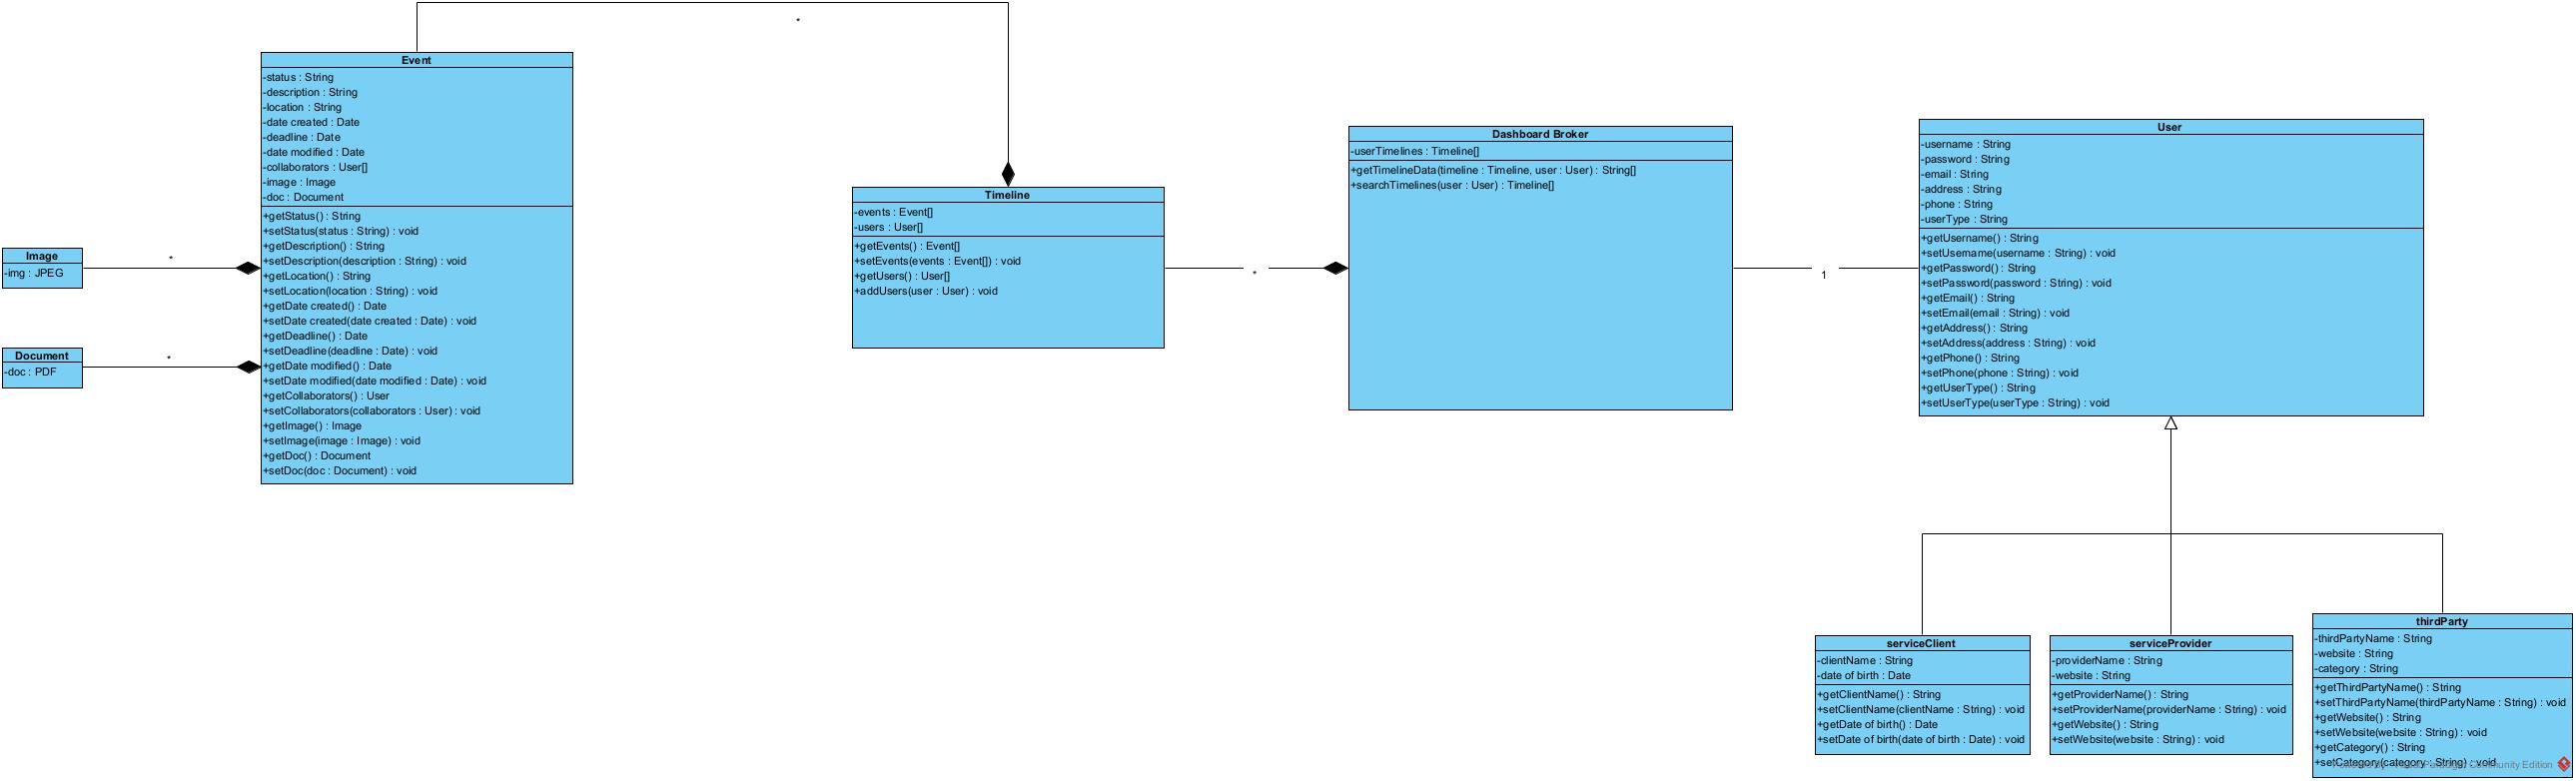 *
Event
-status : String
-description : String
-location : String
-date created : Date
-deadline : Date
-date modified : Date
-collaborators : User[]
-image : Image
-doc : Document
+getStatus() : String
+setStatus(status : String) : void
+getDescription() : String
+setDescription(description : String) : void
+getLocation() : String
+setLocation(location : String) : void
+getDate created() : Date
+setDate created(date created : Date) : void
+getDeadline() : Date
+setDeadline(deadline : Date) : void
+getDate modified() : Date
+setDate modified(date modified : Date) : void
+getCollaborators() : User
+setCollaborators(collaborators : User) : void
+getImage() : Image
+setImage(image : Image) : void
+getDoc() : Document
+setDoc(doc : Document) : void
Image
-img : JPEG
*
Document
-doc : PDF
*
Timeline
-events : Event[]
-users : User[]
+getEvents() : Event[]
+setEvents(events : Event[]) : void
+getUsers() : User[]
+addUsers(user : User) : void
*
Dashboard Broker
-userTimelines : Timeline[]
+getTimelineData(timeline : Timeline, user : User) : String[]
+searchTimelines(user : User) : Timeline[]
1
User
-username : String
-password : String
-email : String
-address : String
-phone : String
-userType : String
+getUsername() : String
+setUsername(username : String) : void
+getPassword() : String
+setPassword(password : String) : void
+getEmail() : String
+setEmail(email : String) : void
+getAddress() : String
+setAddress(address : String) : void
+getPhone() : String
+setPhone(phone : String) : void
+getUserType() : String
+setUserType(userType : String) : void
serviceClient
-clientName : String
-date of birth : Date
+getClientName() : String
+setClientName(clientName : String) : void
+getDate of birth() : Date
+setDate of birth(date of birth : Date) : void
serviceProvider
-providerName : String
-website : String
+getProviderName() : String
+setProviderName(providerName : String) : void
+getWebsite() : String
+setWebsite(website : String) : void
thirdParty
-thirdPartyName : String
-website : String
-category : String
+getThirdPartyName() : String
+setThirdPartyName(thirdPartyName : String) : void
+getWebsite() : String
+setWebsite(website : String) : void
+getCategory() : String
+setCategory(category : String) : void
Community Edition